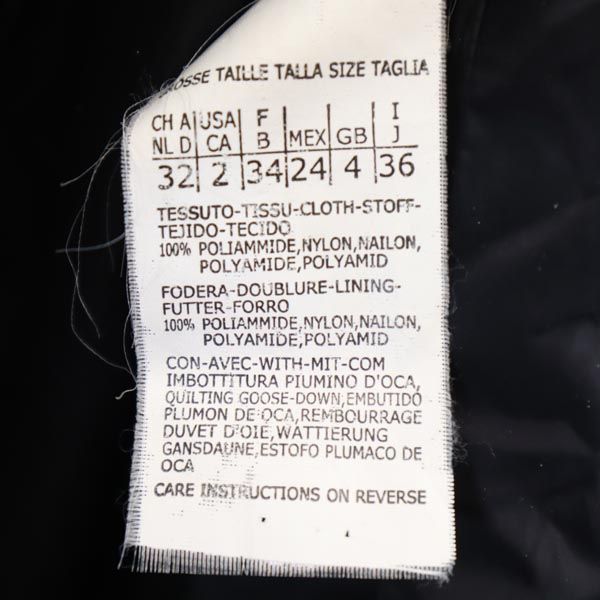 TAILLE TALLA SIZE TAGLIA
CH A USA F I
NL D CA B MEX GB J
32 2 34 24 4 36
TESSUTO-TISSU-CLOTH-STOFF-
TEJIDO-TECIDO
100% POLIAMMIDE,NYLON,NAILON,
POLYAMIDE,POLYAMID
FODERA-DOUBLURE-LINING-
FUTTER-FORRO
100% POLIAMMIDE,NYLON,NAILON,
POLYAMIDE,POLYAMID
CON-AVEC-WITH-MIT-COM
IMBOTTITURA PIUMINO D'OCA,
QUILTING GOOSE-DOWN,EMBUTIDO
PLUMON DE OCA,REMBOURRAGE
DUVET D'OIE,WATTIERUNG
GANSDAUNE,ESTOFO PLUMACO DE
OCA
CARE INSTRUCTIONS ON REVERSE